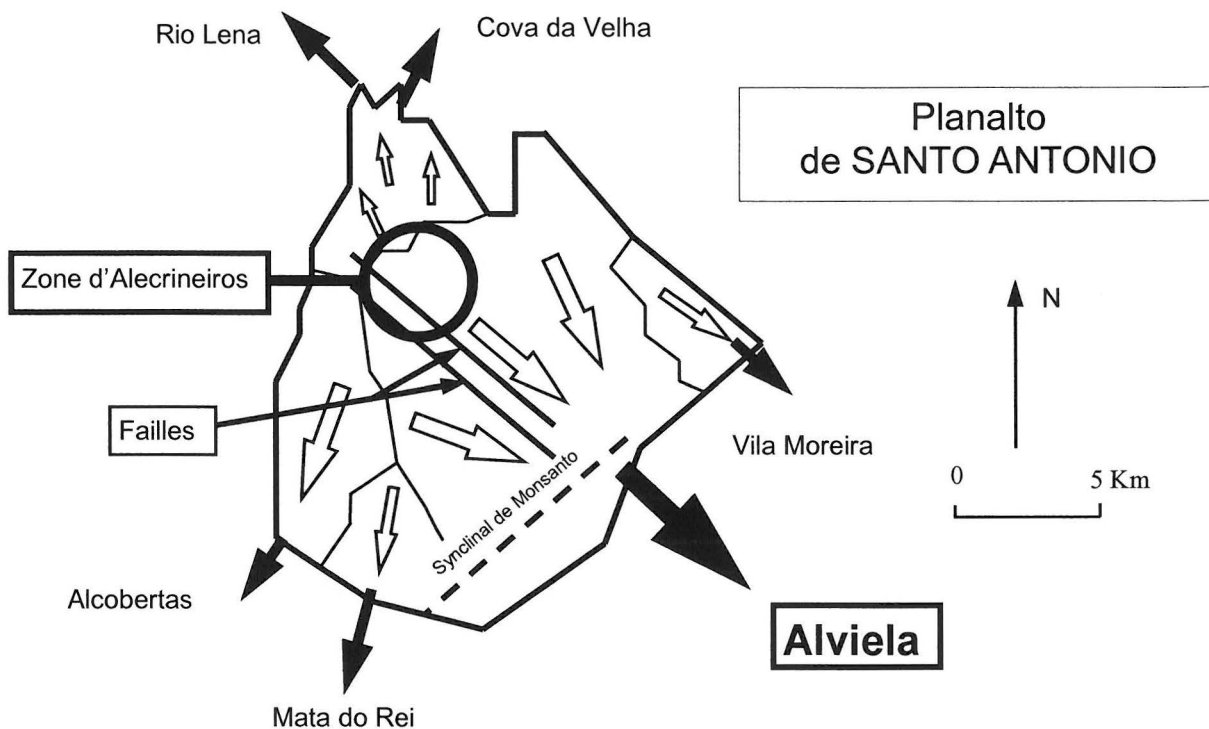 Rio Lena
Cova da Velha
Planalto
de SANTO ANTONIO
Zone d'Alecrineiros
N
Failles
Vila Moreira
0 5 Km
Synclinal de Monsanto
Alcobertas
Alviela
Mata do Rei